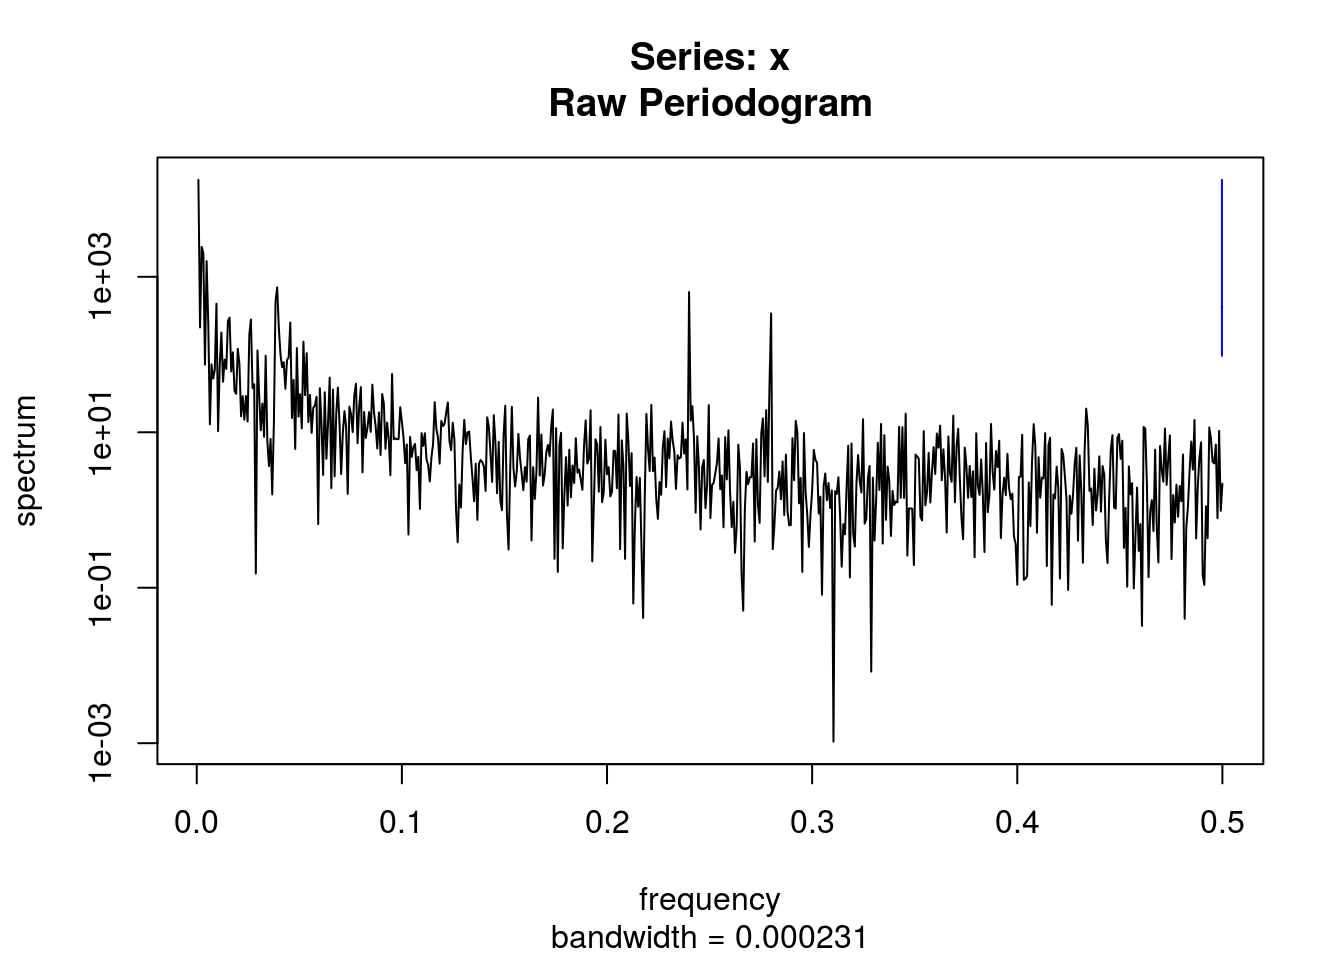 Series: x
Raw Periodogram
spectrum
1e+03
1e+01
1e-01
1e-03
0.0 0.1 0.2 0.3 0.4 0.5
frequency
bandwidth = 0.000231